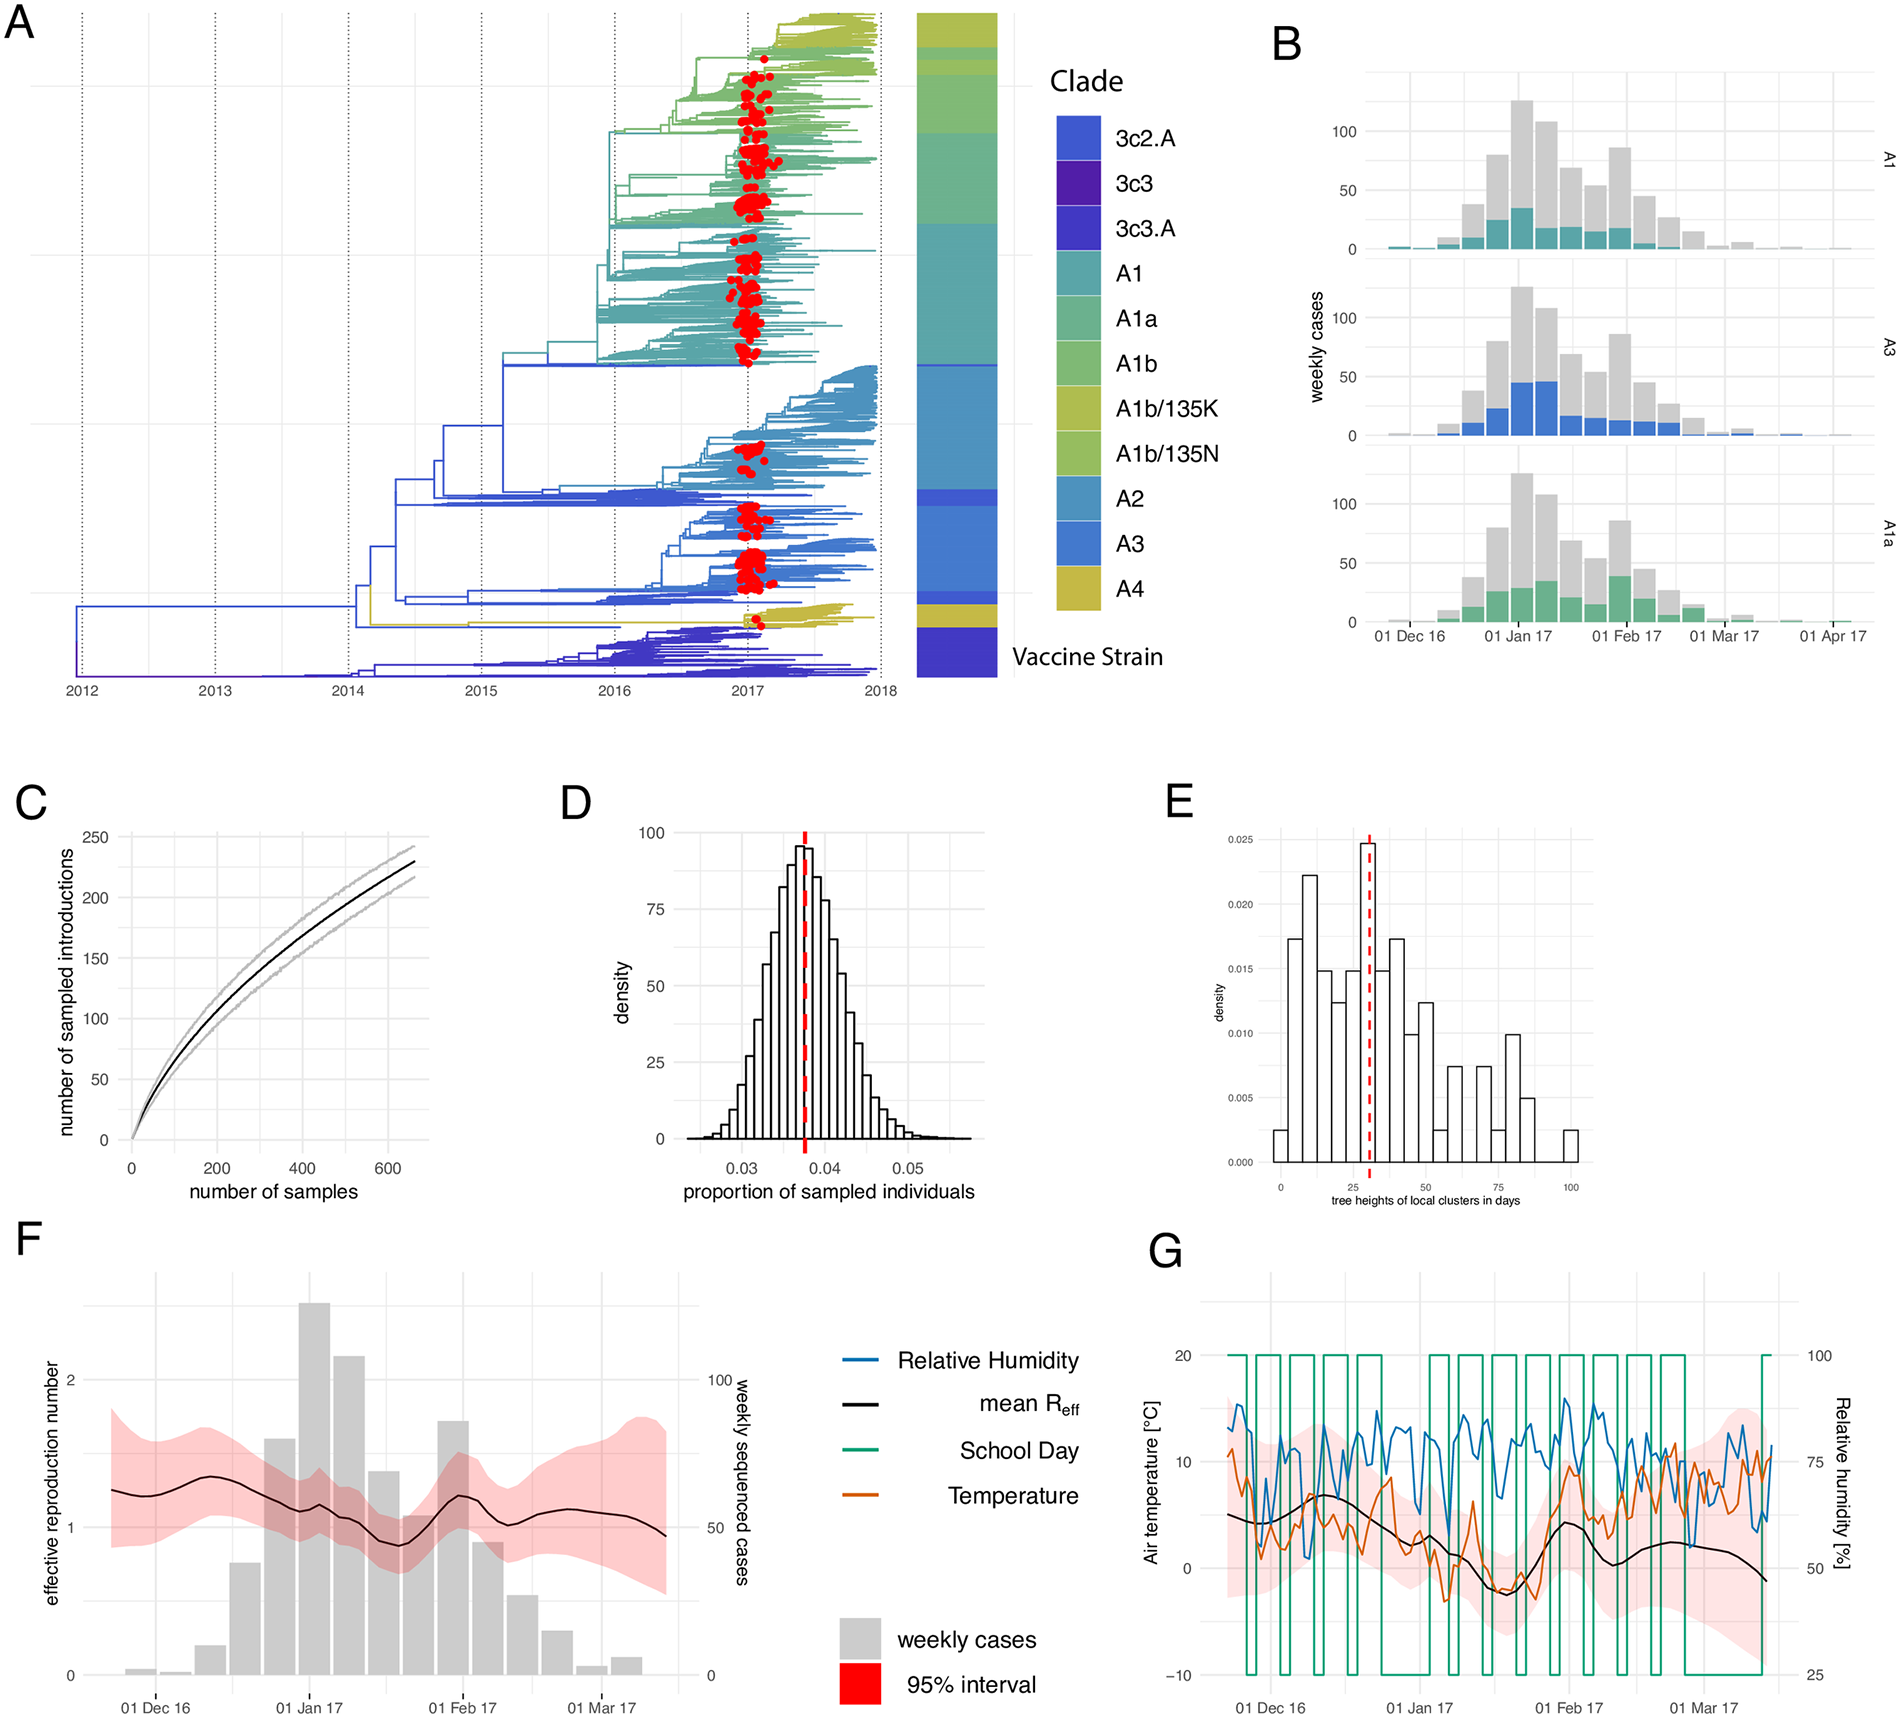 A
Clade
3c2.A
3c3
3c3.A
A1
A1a
A1b
A1b/135K
A1b/135N
A2
A3
A4
Vaccine Strain
2012 2013 2014 2015 2016 2017 2018
B
weekly cases
100
50
0
A1
100
50
0
A3
100
50
0
A1a
01 Dec 16 01 Jan 17 01 Feb 17 01 Mar 17 01 Apr 17
C
number of sampled introductions
250
200
150
100
50
0
0 200 400 600
number of samples
D
density
100
75
50
25
0
0.03 0.04 0.05
proportion of sampled individuals
E
density
0.025
0.020
0.015
0.010
0.005
0.000
0 25 50 75 100
tree heights of local clusters in days
F
effective reproduction number
2
1
0
100
50
0
weekly sequenced cases
01 Dec 16 01 Jan 17 01 Feb 17 01 Mar 17
Relative Humidity
mean Reff
School Day
Temperature
weekly cases
95% interval
G
Air temperature [°C]
20
10
0
−10
100
75
50
25
Relative humidity [%]
01 Dec 16 01 Jan 17 01 Feb 17 01 Mar 17